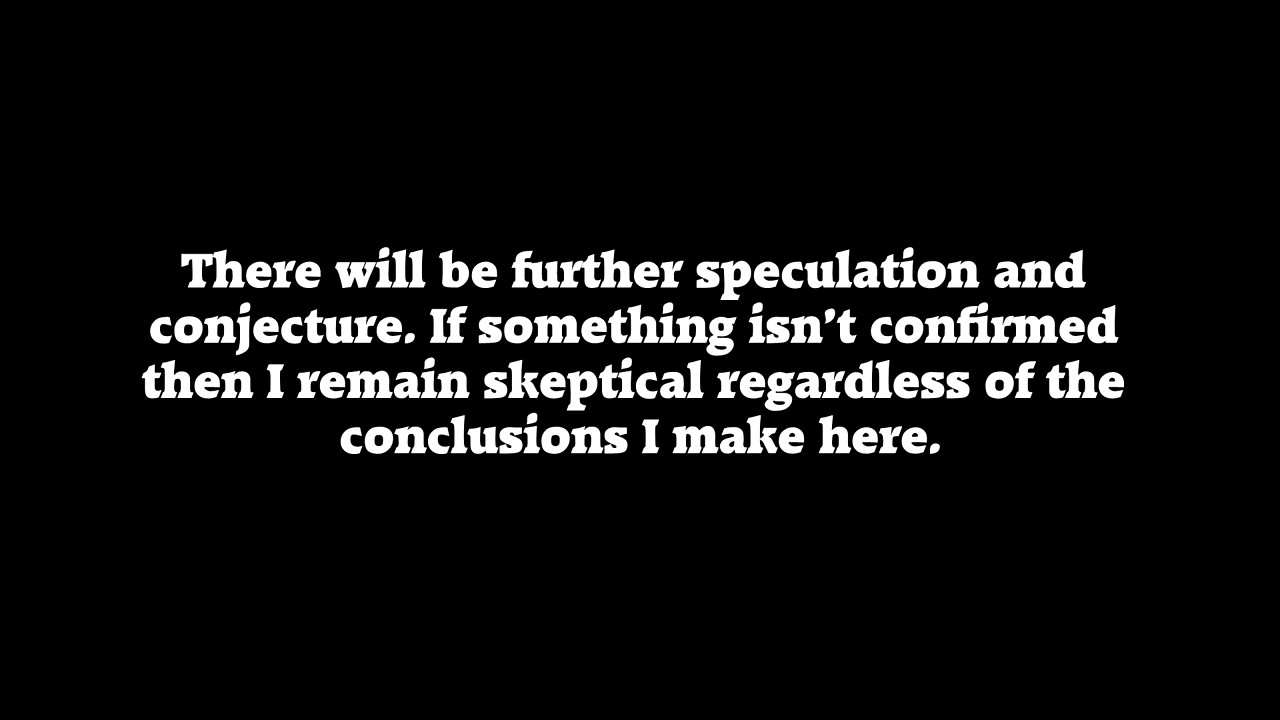 There will be further speculation and
conjecture. If something isn’t confirmed
then I remain skeptical regardless of the
conclusions I make here.